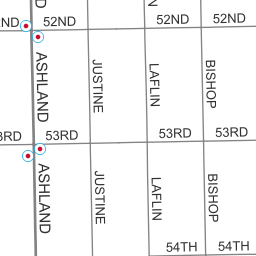 D
N
ND
52ND
52ND
52ND
ASHLAND
JUSTINE
LAFLIN
BISHOP
3RD
53RD
53RD
53RD
ASHLAND
JUSTINE
LAFLIN
BISHOP
54TH
54TH